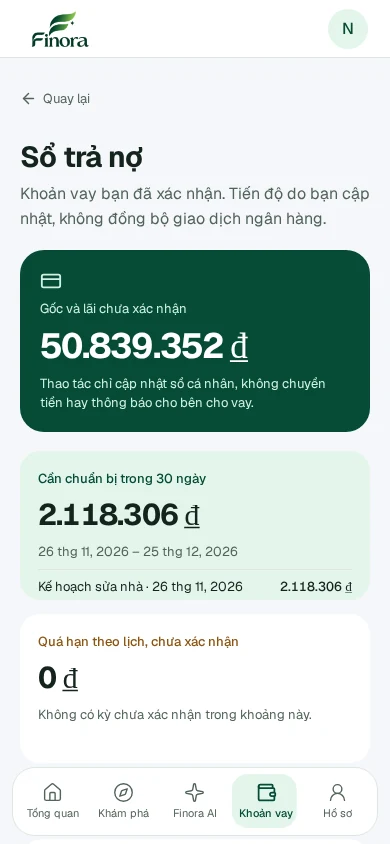 Finora
N
Quay lại
Sổ trả nợ
Khoản vay bạn đã xác nhận. Tiến độ do bạn cập
nhật, không đồng bộ giao dịch ngân hàng.
Gốc và lãi chưa xác nhận
50.839.352 ₫
Thao tác chỉ cập nhật sổ cá nhân, không chuyển
tiền hay thông báo cho bên cho vay.
Cần chuẩn bị trong 30 ngày
2.118.306 ₫
26 thg 11, 2026 – 25 thg 12, 2026
Kế hoạch sửa nhà · 26 thg 11, 2026 2.118.306 ₫
Quá hạn theo lịch, chưa xác nhận
0 ₫
Không có kỳ chưa xác nhận trong khoảng này.
Tổng quan Khám phá Finora AI Khoản vay Hồ sơ